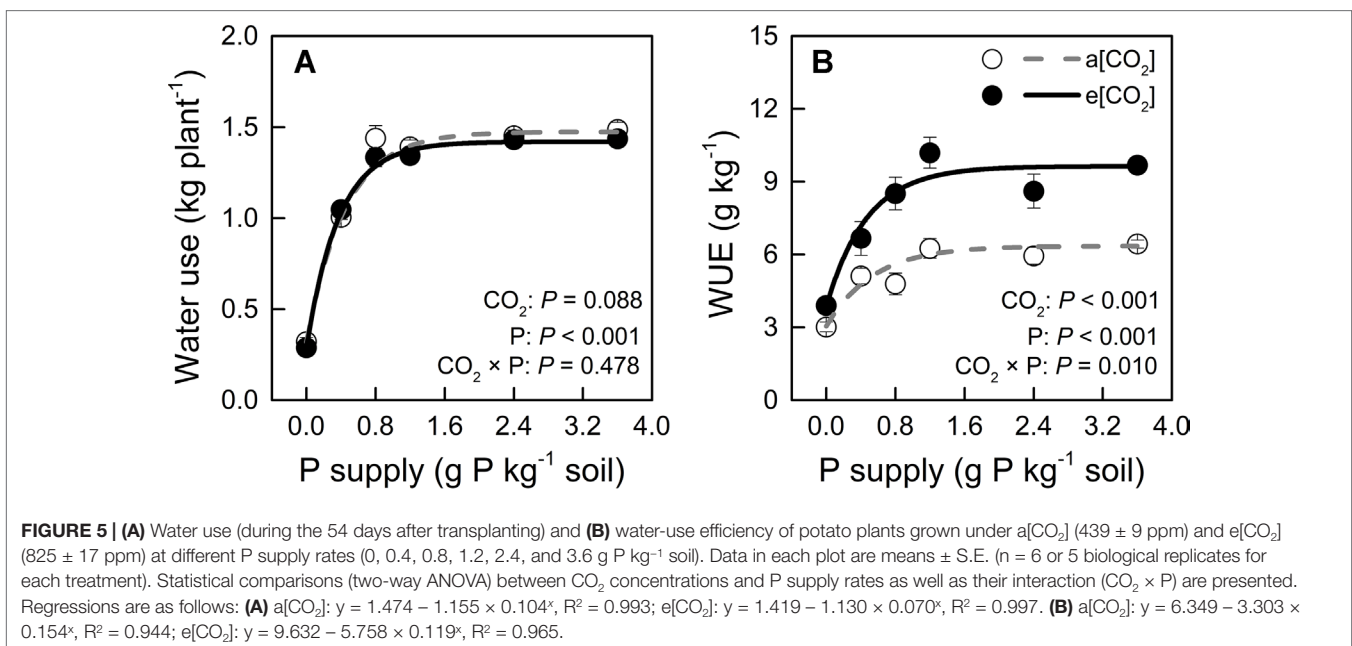 A
Water use (kg plant⁻¹)
2.0
1.5
1.0
0.5
0.0
CO₂: P = 0.088
P: P < 0.001
CO₂ × P: P = 0.478
0.0 0.8 1.6 2.4 3.2 4.0
P supply (g P kg⁻¹ soil)
B
WUE (g kg⁻¹)
15
12
9
6
3
0
a[CO₂]
e[CO₂]
CO₂: P < 0.001
P: P < 0.001
CO₂ × P: P = 0.010
0.0 0.8 1.6 2.4 3.2 4.0
P supply (g P kg⁻¹ soil)
FIGURE 5 | (A) Water use (during the 54 days after transplanting) and (B) water-use efficiency of potato plants grown under a[CO₂] (439 ± 9 ppm) and e[CO₂]
(825 ± 17 ppm) at different P supply rates (0, 0.4, 0.8, 1.2, 2.4, and 3.6 g P kg⁻¹ soil). Data in each plot are means ± S.E. (n = 6 or 5 biological replicates for
each treatment). Statistical comparisons (two-way ANOVA) between CO₂ concentrations and P supply rates as well as their interaction (CO₂ × P) are presented.
Regressions are as follows: (A) a[CO₂]: y = 1.474 – 1.155 × 0.104ˣ, R² = 0.993; e[CO₂]: y = 1.419 – 1.130 × 0.070ˣ, R² = 0.997. (B) a[CO₂]: y = 6.349 – 3.303 ×
0.154ˣ, R² = 0.944; e[CO₂]: y = 9.632 – 5.758 × 0.119ˣ, R² = 0.965.